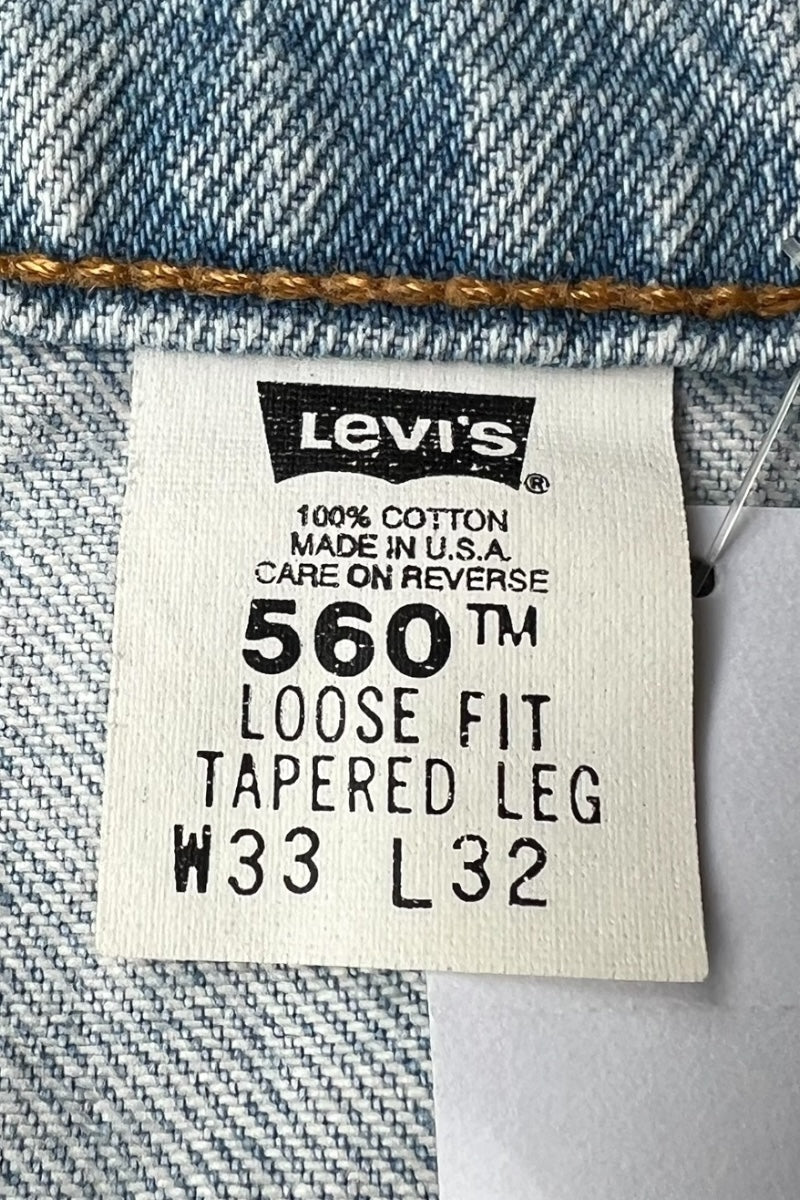 Levi's®
100% COTTON
MADE IN U.S.A.
CARE ON REVERSE
560™
LOOSE FIT
TAPERED LEG
W33 L32